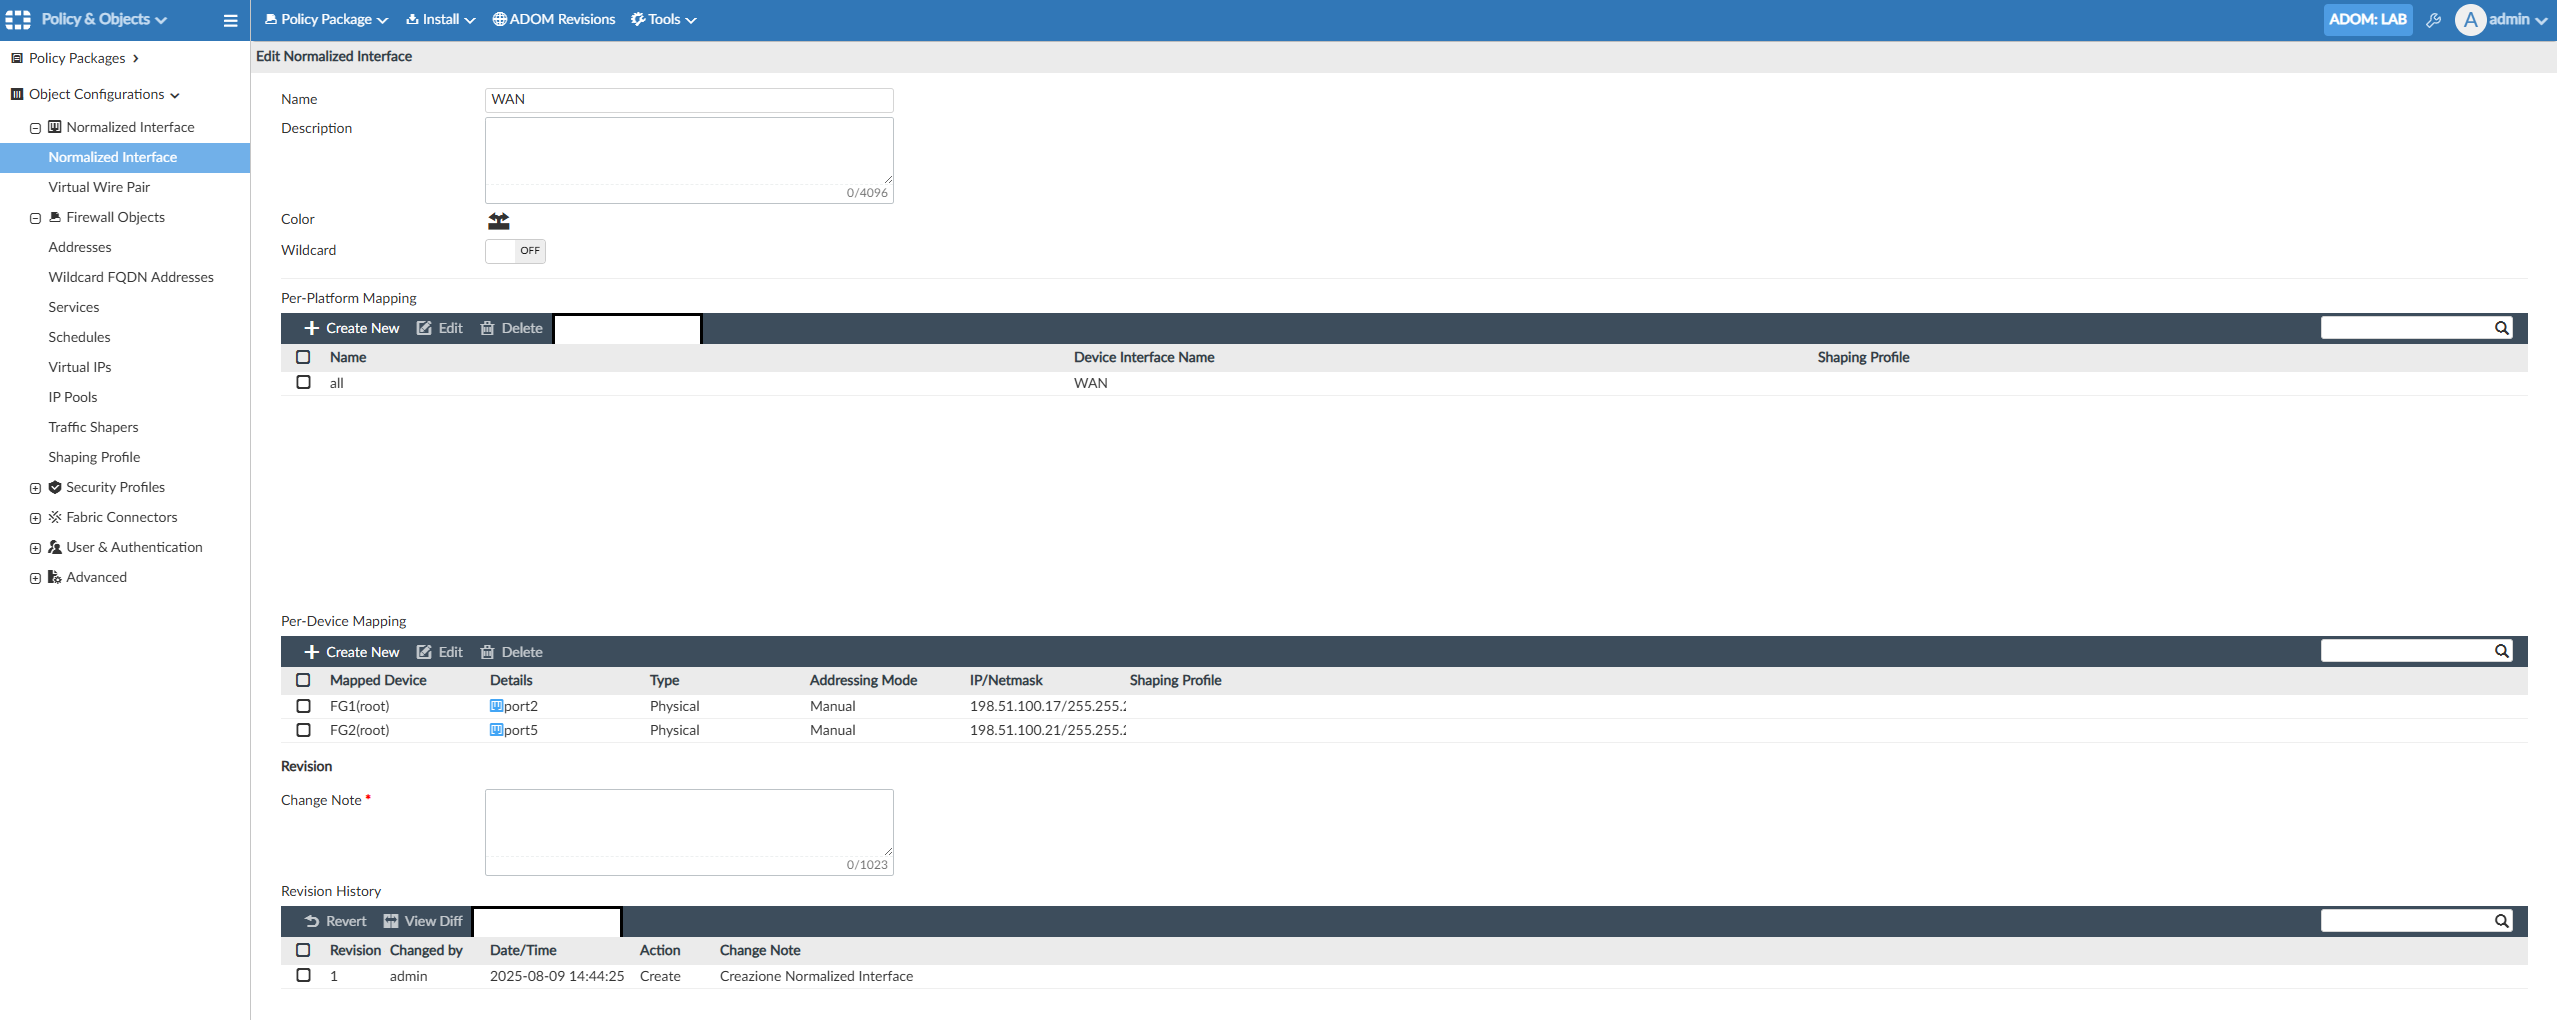 Policy & Objects
Policy Package
Install
ADOM Revisions
Tools
ADOM: LAB
A
admin
Policy Packages
Object Configurations
Normalized Interface
Normalized Interface
Virtual Wire Pair
Firewall Objects
Addresses
Wildcard FQDN Addresses
Services
Schedules
Virtual IPs
IP Pools
Traffic Shapers
Shaping Profile
Security Profiles
Fabric Connectors
User & Authentication
Advanced
Edit Normalized Interface
Name WAN
Description
0/4096
Color
Wildcard OFF
Per-Platform Mapping
Create New Edit Delete
Name Device Interface Name Shaping Profile
all WAN
Per-Device Mapping
Create New Edit Delete
Mapped Device Details Type Addressing Mode IP/Netmask Shaping Profile
FG1(root) port2 Physical Manual 198.51.100.17/255.255.
FG2(root) port5 Physical Manual 198.51.100.21/255.255.
Revision
Change Note *
0/1023
Revision History
Revert View Diff
Revision Changed by Date/Time Action Change Note
1 admin 2025-08-09 14:44:25 Create Creazione Normalized Interface